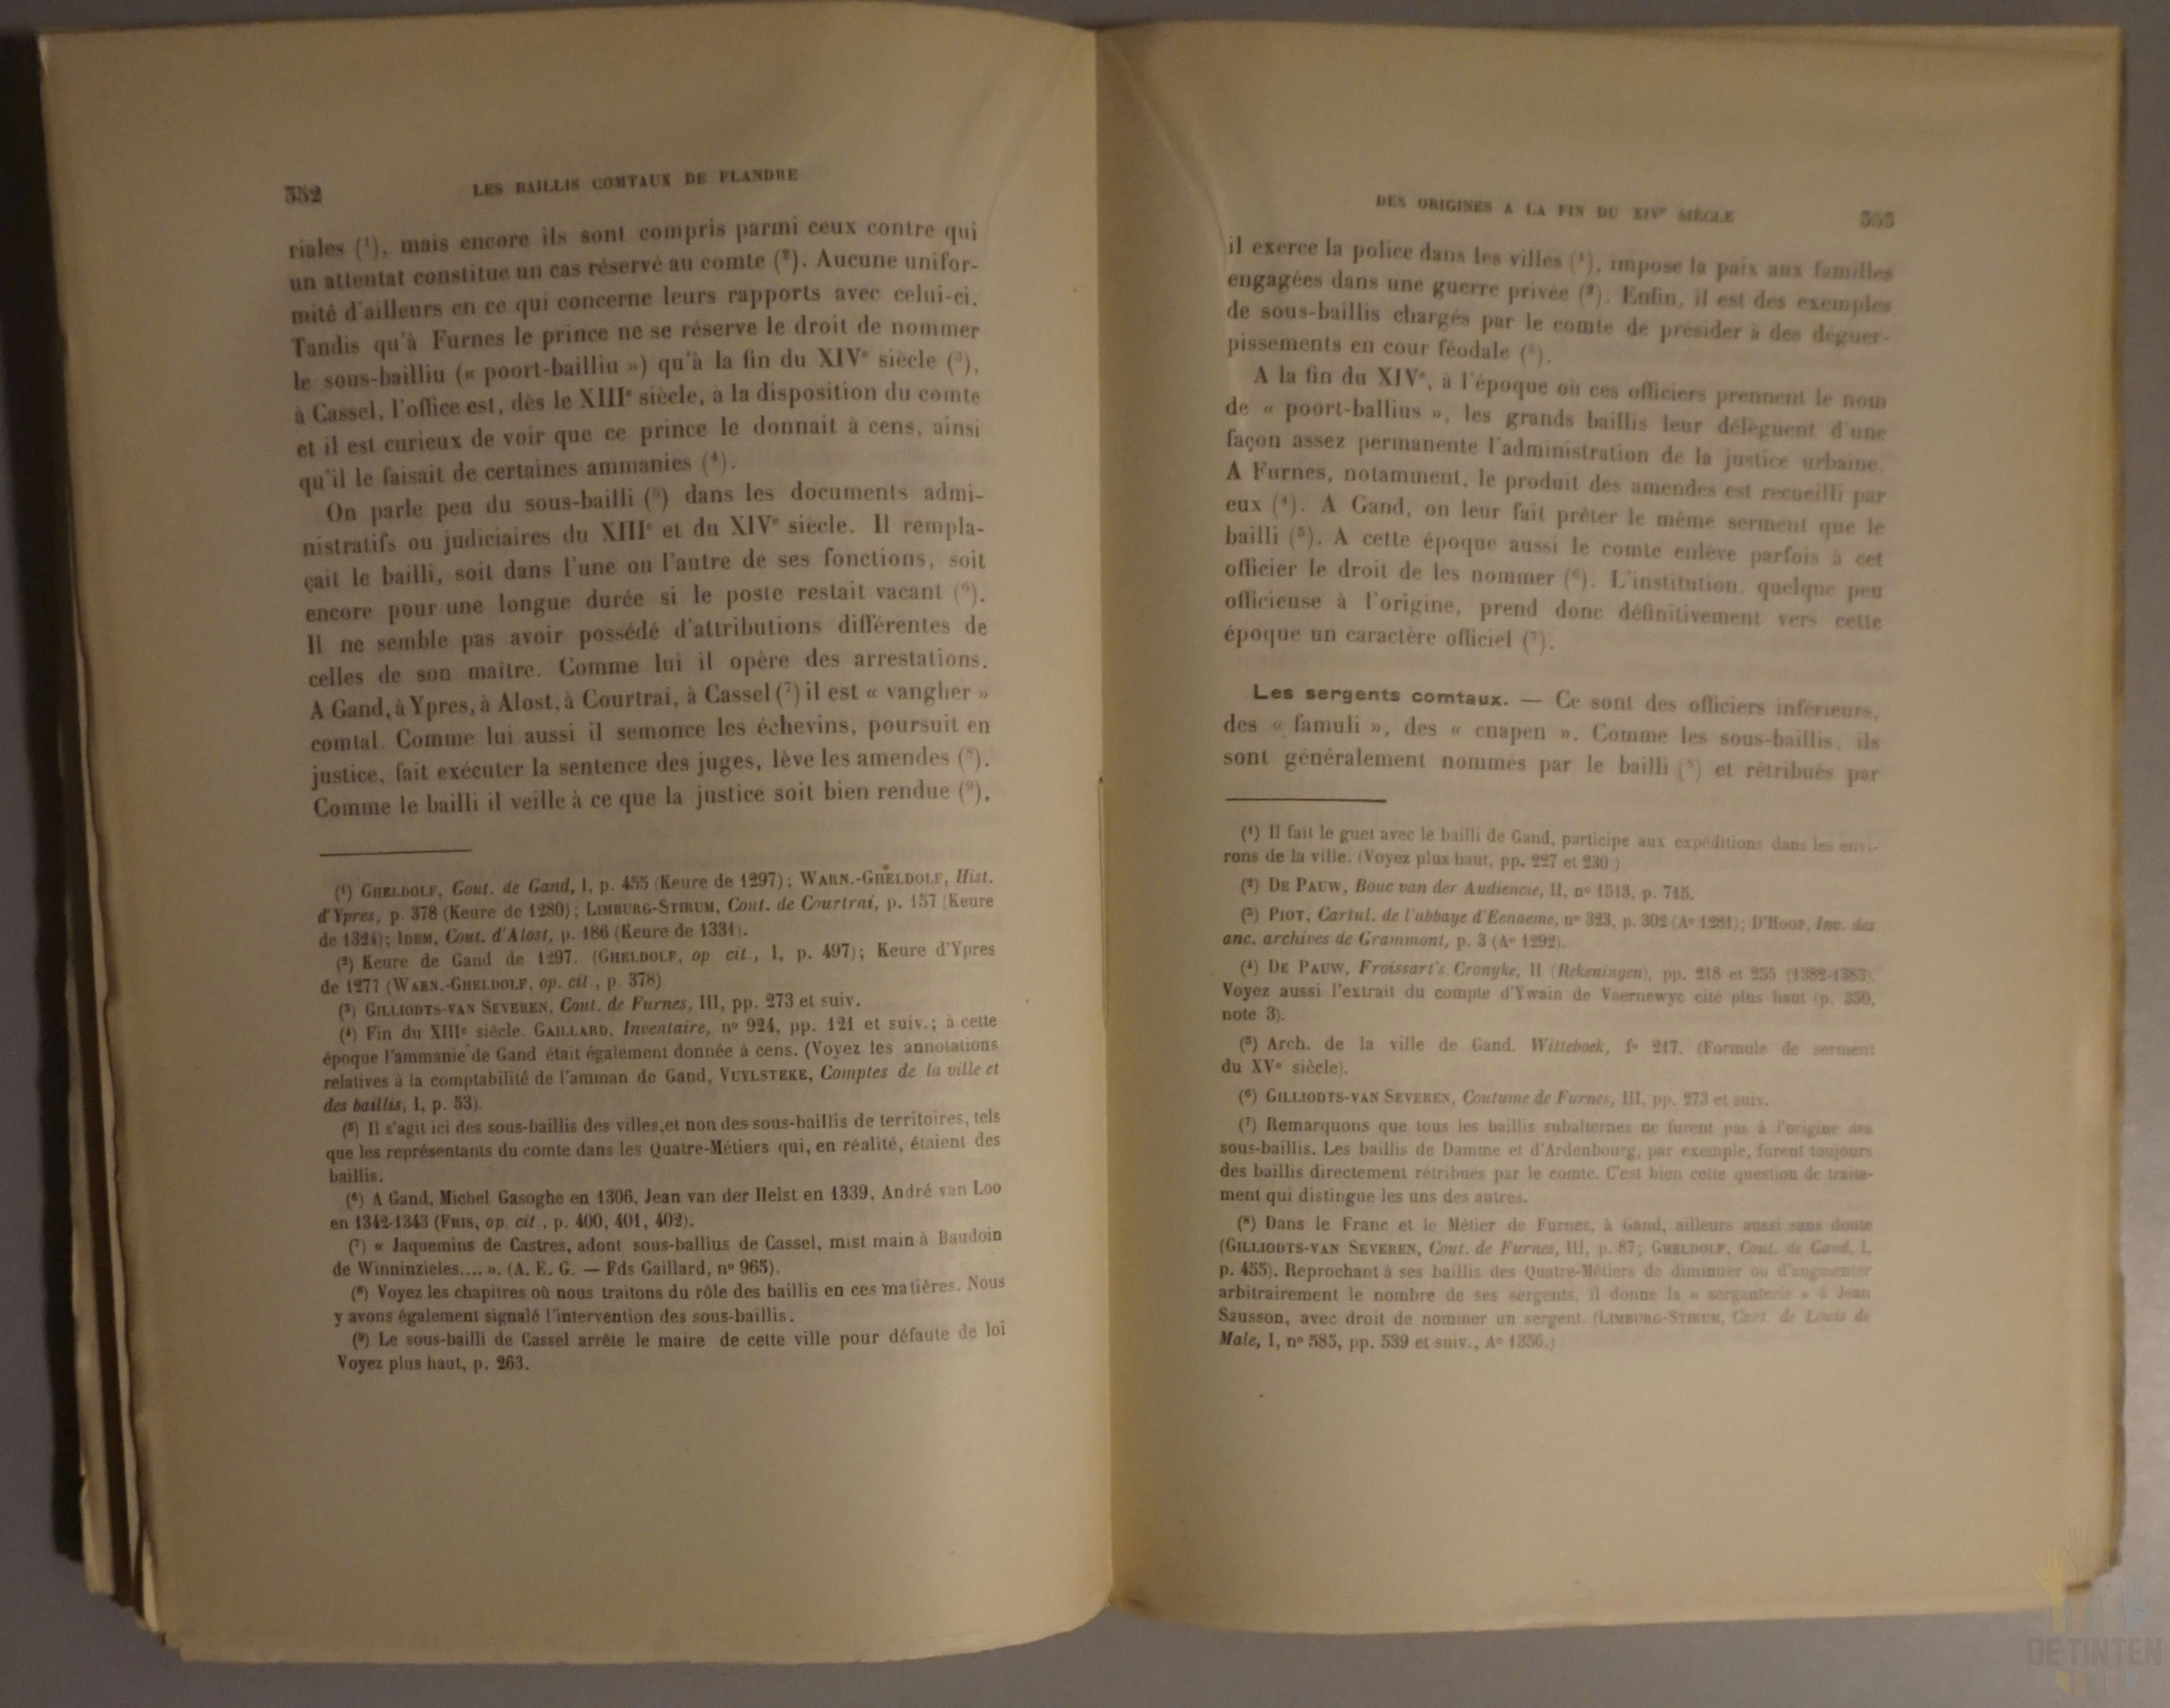 352
LES BAILLIS COMTAUX DE FLANDRE
riales (¹), mais encore ils sont compris parmi ceux contre qui
un attentat constitue un cas réservé au comte (²). Aucune unifor-
mité d'ailleurs en ce qui concerne leurs rapports avec celui-ci.
Tandis qu'à Furnes le prince ne se réserve le droit de nommer
le sous-bailliu (« poort-bailliu ») qu'à la fin du XIVᵉ siècle (³),
à Cassel, l'office est, dès le XIIIᵉ siècle, à la disposition du comte
et il est curieux de voir que ce prince le donnait à cens, ainsi
qu'il le faisait de certaines ammanies (⁴).
On parle peu du sous-bailli (⁵) dans les documents admi-
nistratifs ou judiciaires du XIIIᵉ et du XIVᵉ siècle. Il rempla-
çait le bailli, soit dans l'une ou l'autre de ses fonctions, soit
encore pour une longue durée si le poste restait vacant (⁶).
Il ne semble pas avoir possédé d'attributions différentes de
celles de son maître. Comme lui il opère des arrestations.
A Gand, à Ypres, à Alost, à Courtrai, à Cassel (⁷) il est « vangher »
comtal. Comme lui aussi il semonce les échevins, poursuit en
justice, fait exécuter la sentence des juges, lève les amendes (⁸).
Comme le bailli il veille à ce que la justice soit bien rendue (⁹),
(¹) GHELDOLF, Cout. de Gand, I, p. 455 (Keure de 1297); WARN.-GHELDOLF, Hist.
d'Ypres, p. 378 (Keure de 1280); LIMBURG-STIRUM, Cout. de Courtrai, p. 157 (Keure
de 1324); IDEM, Cout. d'Alost, p. 186 (Keure de 1331).
(²) Keure de Gand de 1297. (GHELDOLF, op cit., I, p. 497); Keure d'Ypres
de 1277 (WARN.-GHELDOLF, op. cit., p 378)
(³) GILLIODTS-VAN SEVEREN, Cout. de Furnes, III, pp. 273 et suiv.
(⁴) Fin du XIIIᵉ siècle. GAILLARD, Inventaire, nº 924, pp. 121 et suiv.; à cette
époque l'ammanie de Gand était également donnée à cens. (Voyez les annotations
relatives à la comptabilité de l'amman de Gand, VUYLSTEKE, Comptes de la ville et
des baillis, I, p. 53).
(⁵) Il s'agit ici des sous-baillis des villes, et non des sous-baillis de territoires, tels
que les représentants du comte dans les Quatre-Métiers qui, en réalité, étaient des
baillis.
(⁶) A Gand, Michel Gasoghe en 1306, Jean van der Helst en 1339, André van Loo
en 1342-1343 (FRIS, op. cit., p. 400, 401, 402).
(⁷) « Jaquemins de Castres, adont sous-ballius de Cassel, mist main à Baudoin
de Winninzieles.... ». (A. E. G. — Fds Gaillard, nº 965).
(⁸) Voyez les chapitres où nous traitons du rôle des baillis en ces matières. Nous
y avons également signalé l'intervention des sous-baillis.
(⁹) Le sous-bailli de Cassel arrête le maire de cette ville pour défaute de loi
Voyez plus haut, p. 263.
DES ORIGINES A LA FIN DU XIVᵉ SIÈCLE
353
il exerce la police dans les villes (¹), impose la paix aux familles
engagées dans une guerre privée (²). Enfin, il est des exemples
de sous-baillis chargés par le comte de présider à des déguer-
pissements en cour féodale (³).
A la fin du XIVᵉ, à l'époque où ces officiers prennent le nom
de « poort-ballius », les grands baillis leur délèguent d'une
façon assez permanente l'administration de la justice urbaine.
A Furnes, notamment, le produit des amendes est recueilli par
eux (⁴). A Gand, on leur fait prêter le même serment que le
bailli (⁵). A cette époque aussi le comte enlève parfois à cet
officier le droit de les nommer (⁶). L'institution, quelque peu
officieuse à l'origine, prend donc définitivement vers cette
époque un caractère officiel (⁷).
Les sergents comtaux. — Ce sont des officiers inférieurs,
des « famuli », des « cnapen ». Comme les sous-baillis, ils
sont généralement nommés par le bailli (⁸) et rétribués par
(¹) Il fait le guet avec le bailli de Gand, participe aux expéditions dans les envi-
rons de la ville. (Voyez plus haut, pp. 227 et 230)
(²) DE PAUW, Bouc van der Audiencie, II, nº 1513, p. 715.
(³) PIOT, Cartul. de l'abbaye d'Eenaeme, nº 323, p. 302 (Aº 1281); D'HOOP, Inv. des
anc. archives de Grammont, p. 3 (Aº 1292).
(⁴) DE PAUW, Froissart's Cronyke, II (Rekeningen), pp. 218 et 255 (1382-1383).
Voyez aussi l'extrait du compte d'Ywain de Vaernewyc cité plus haut (p. 350,
note 3).
(⁵) Arch. de la ville de Gand. Witteboek, fº 217. (Formule de serment
du XVᵉ siècle).
(⁶) GILLIODTS-VAN SEVEREN, Coutume de Furnes, III, pp. 273 et suiv.
(⁷) Remarquons que tous les baillis subalternes ne furent pas à l'origine des
sous-baillis. Les baillis de Damme et d'Ardenbourg, par exemple, furent toujours
des baillis directement rétribués par le comte. C'est bien cette question de traite-
ment qui distingue les uns des autres.
(⁸) Dans le Franc et le Métier de Furnes, à Gand, ailleurs aussi sans doute
(GILLIODTS-VAN SEVEREN, Cout. de Furnes, III, p. 87; GHELDOLF, Cout. de Gand, I,
p. 455). Reprochant à ses baillis des Quatre-Métiers de diminuer ou d'augmenter
arbitrairement le nombre de ses sergents, il donne la « serganterie » à Jean
Sausson, avec droit de nommer un sergent (LIMBURG-STIRUM, Cart. de Louis de
Male, I, nº 585, pp. 539 et suiv., Aº 1356.)
DE TINTEN